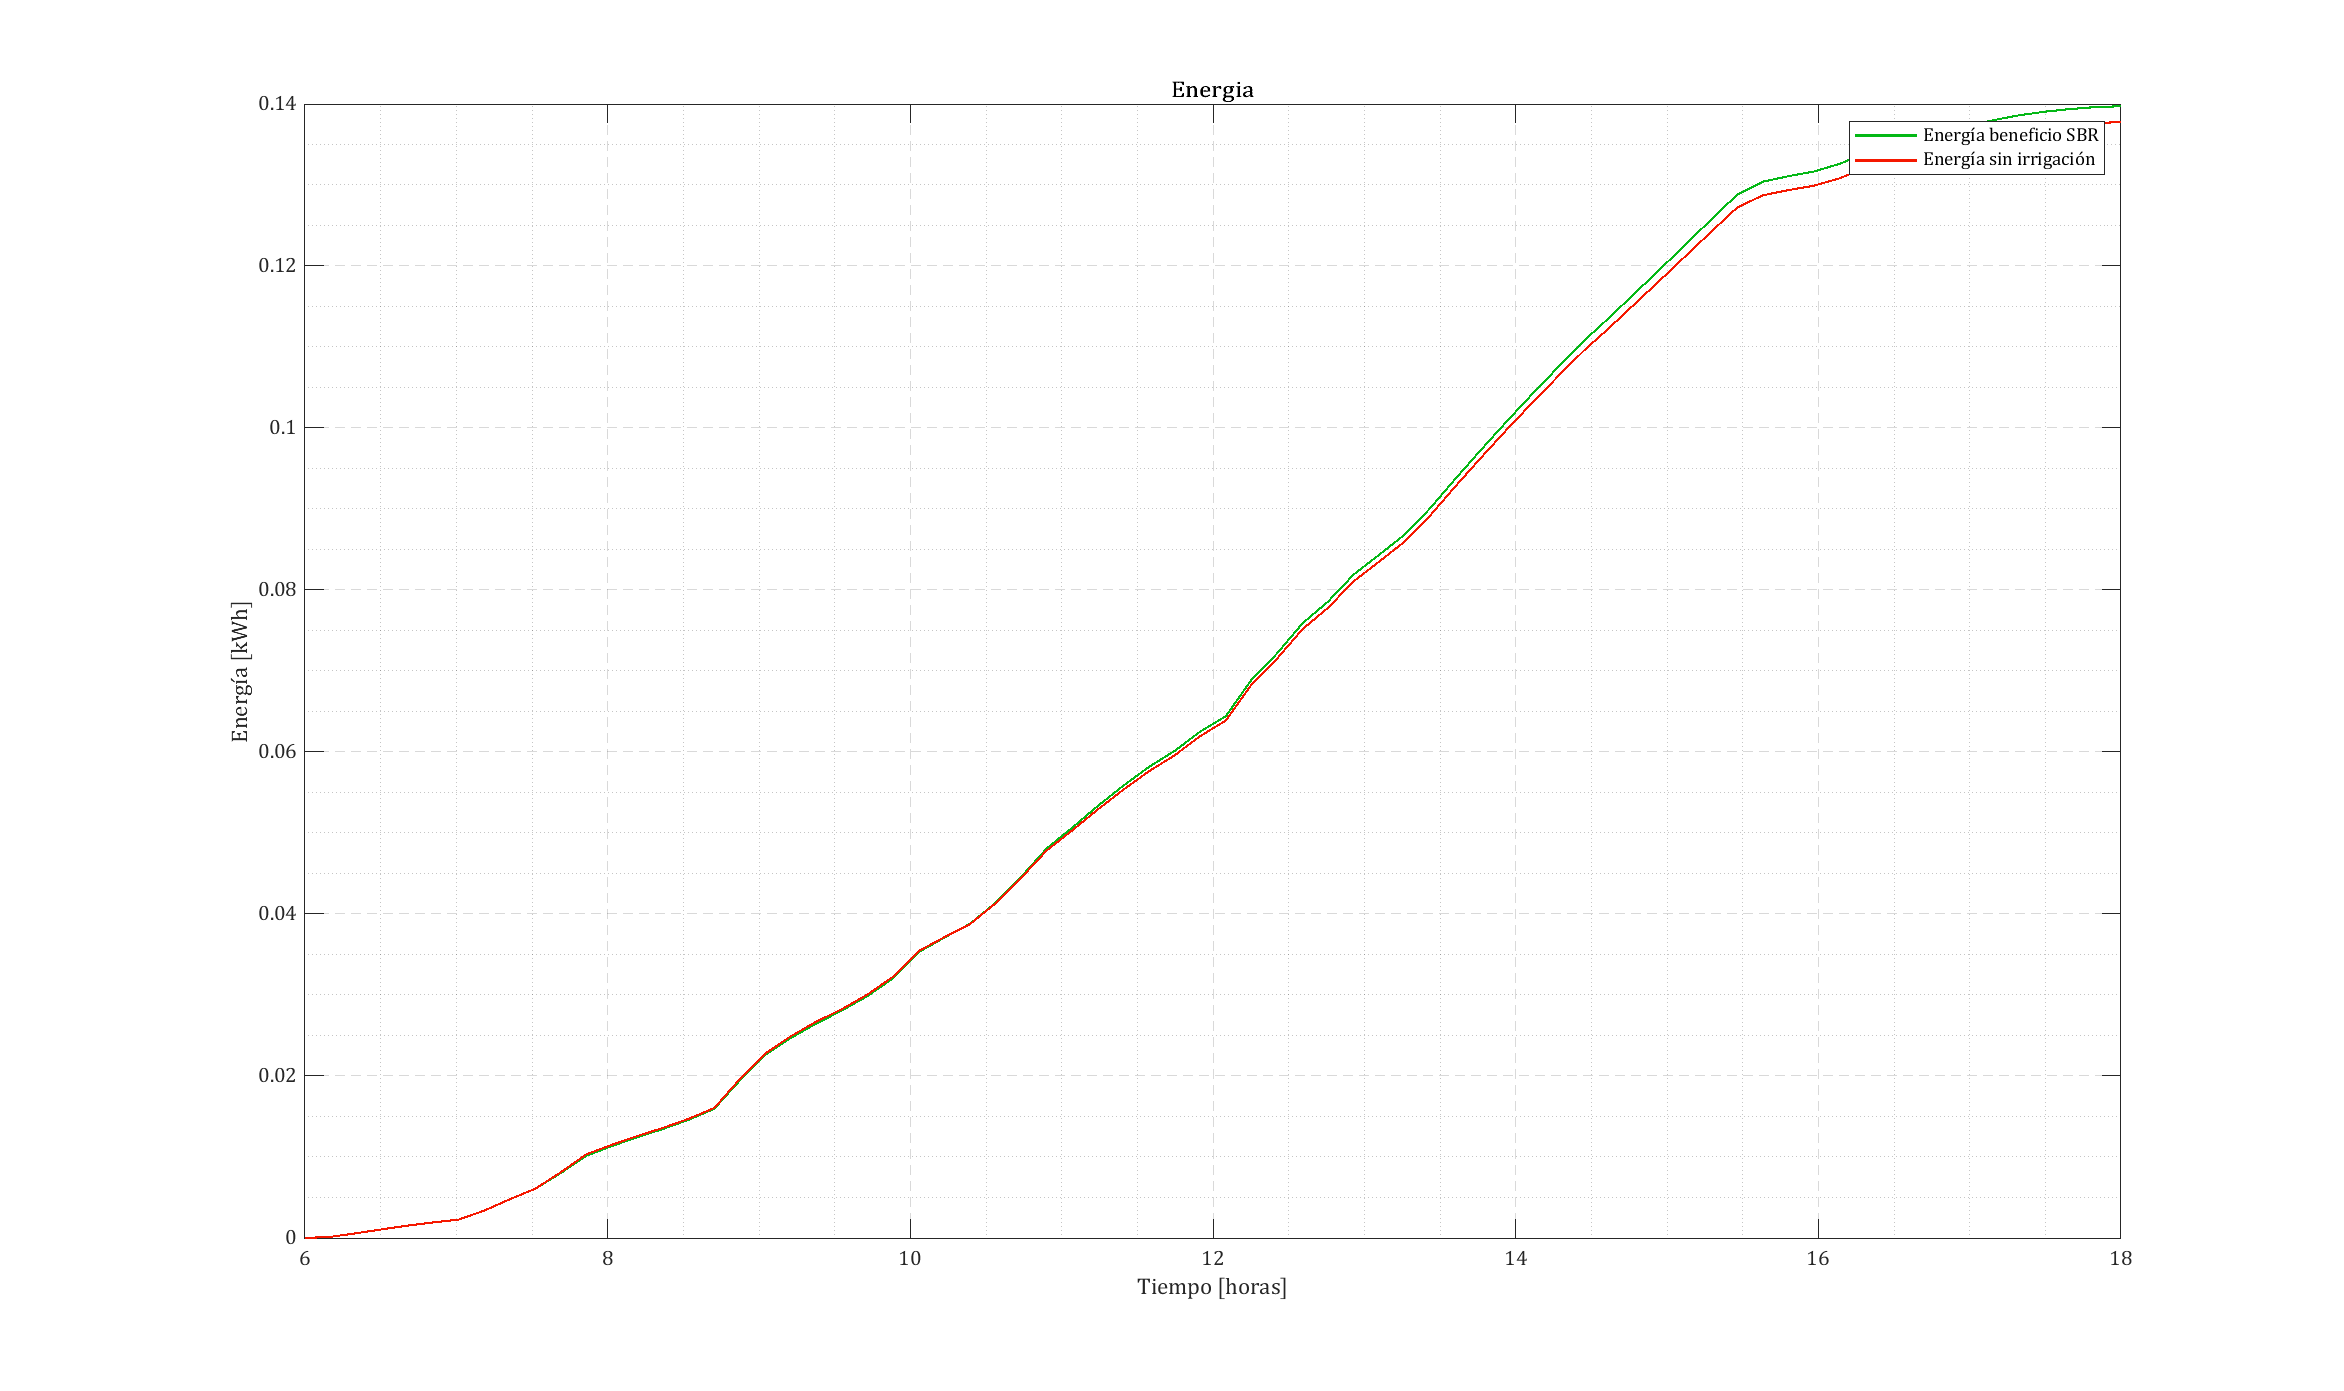 Energia
0.14
0.12
0.1
0.08
0.06
0.04
0.02
0
Energía [kWh]
Energía beneficio SBR
Energía sin irrigación
6 8 10 12 14 16 18
Tiempo [horas]